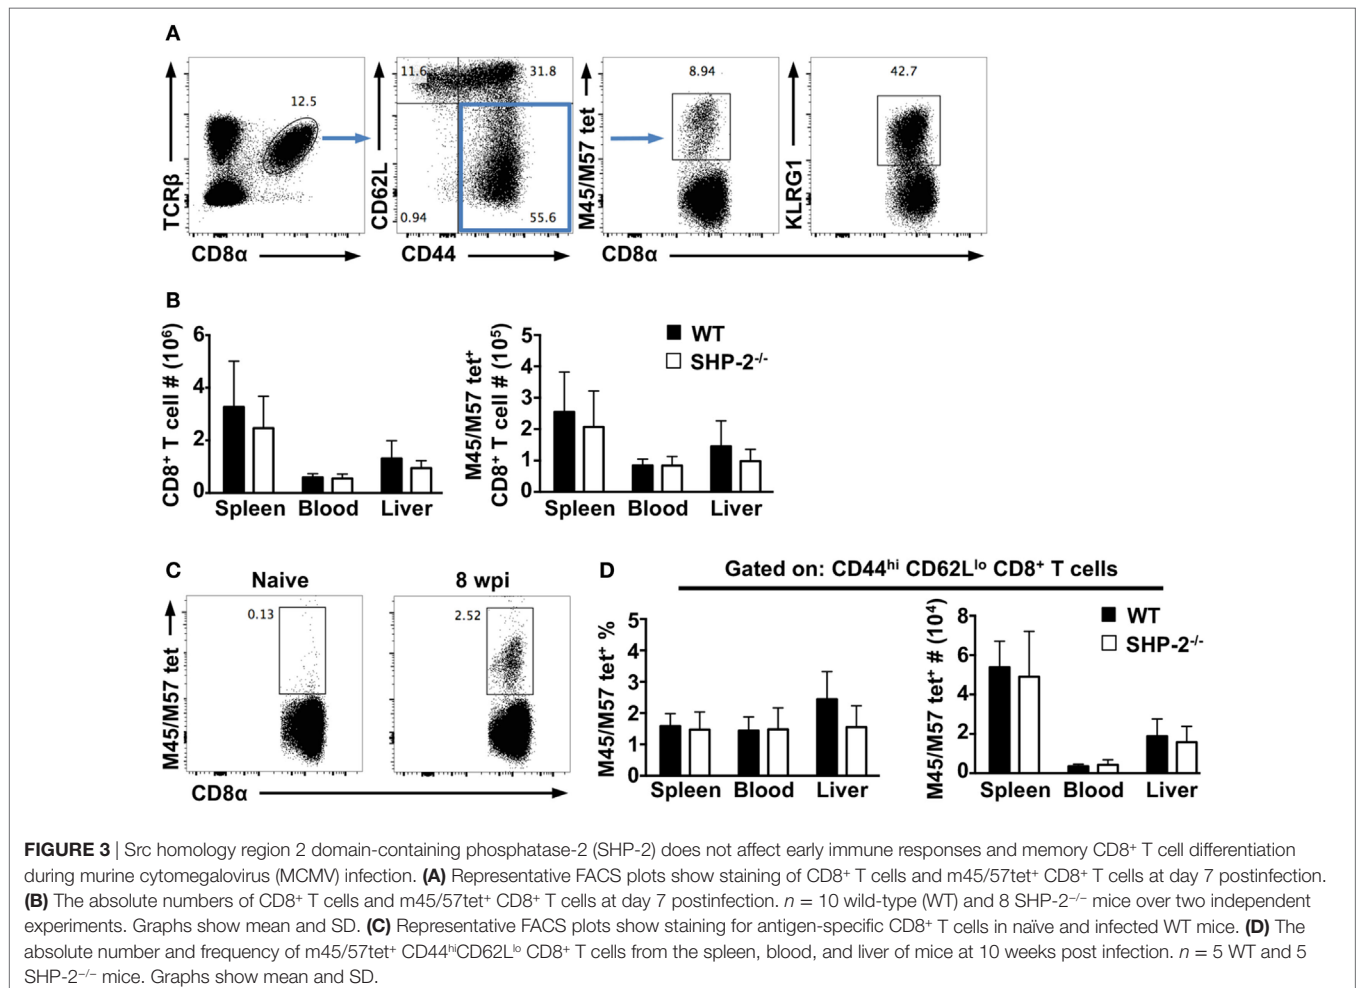 A
12.5
TCRβ
CD8α
11.6
31.8
0.94
55.6
CD62L
CD44
8.94
M45/M57 tet
CD8α
42.7
KLRG1
B
CD8⁺ T cell # (10⁶)
6
4
2
0
Spleen Blood Liver
M45/M57 tet⁺
CD8⁺ T cell # (10⁵)
5
4
3
2
1
0
Spleen Blood Liver
WT
SHP-2⁻/⁻
C
Naive
8 wpi
0.13
2.52
M45/M57 tet
CD8α
D
Gated on: CD44ʰⁱ CD62Lˡᵒ CD8⁺ T cells
M45/M57 tet⁺ %
5
4
3
2
1
0
Spleen Blood Liver
M45/M57 tet⁺ # (10⁴)
8
6
4
2
0
Spleen Blood Liver
WT
SHP-2⁻/⁻
FIGURE 3 | Src homology region 2 domain-containing phosphatase-2 (SHP-2) does not affect early immune responses and memory CD8⁺ T cell differentiation
during murine cytomegalovirus (MCMV) infection. (A) Representative FACS plots show staining of CD8⁺ T cells and m45/57tet⁺ CD8⁺ T cells at day 7 postinfection.
(B) The absolute numbers of CD8⁺ T cells and m45/57tet⁺ CD8⁺ T cells at day 7 postinfection. n = 10 wild-type (WT) and 8 SHP-2⁻/⁻ mice over two independent
experiments. Graphs show mean and SD. (C) Representative FACS plots show staining for antigen-specific CD8⁺ T cells in naïve and infected WT mice. (D) The
absolute number and frequency of m45/57tet⁺ CD44ʰⁱCD62Lˡᵒ CD8⁺ T cells from the spleen, blood, and liver of mice at 10 weeks post infection. n = 5 WT and 5
SHP-2⁻/⁻ mice. Graphs show mean and SD.